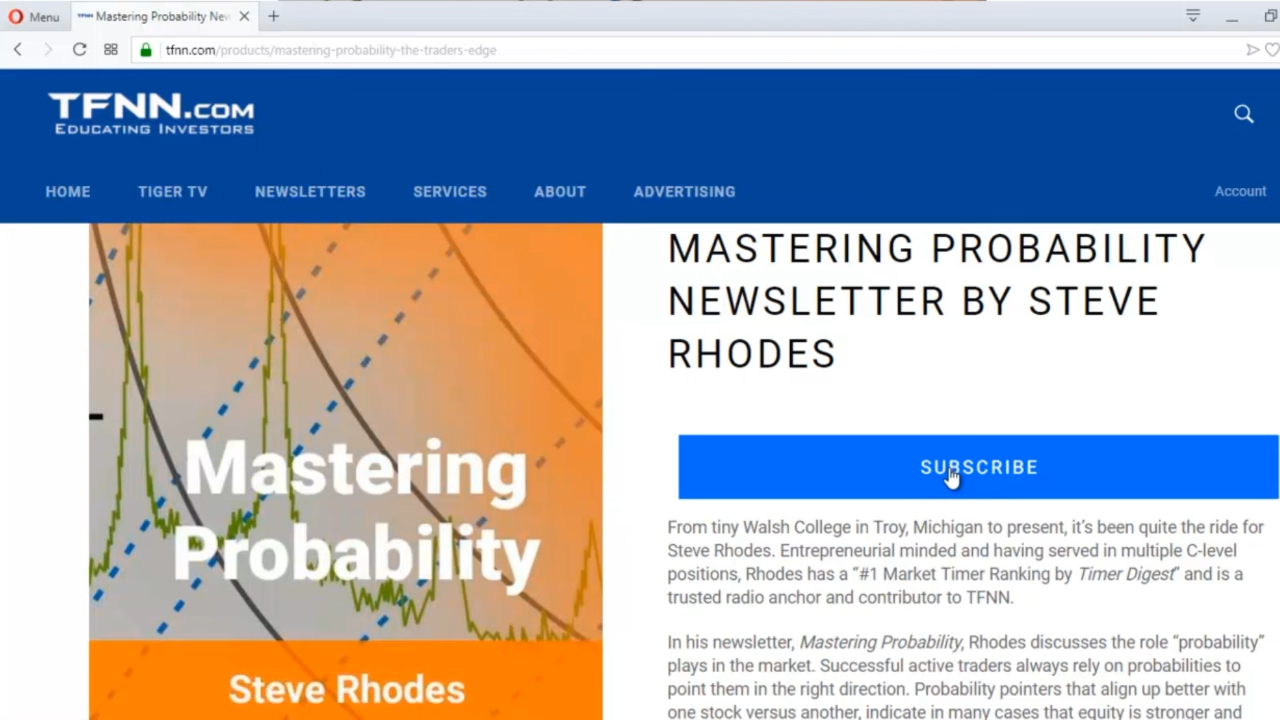 Menu
Mastering Probability New
tfnn.com/products/mastering-probability-the-traders-edge
TFNN.COM
EDUCATING INVESTORS
HOME TIGER TV NEWSLETTERS SERVICES ABOUT ADVERTISING Account
MASTERING PROBABILITY
NEWSLETTER BY STEVE
RHODES
Mastering
Probability
Steve Rhodes
SUBSCRIBE
From tiny Walsh College in Troy, Michigan to present, it’s been quite the ride for
Steve Rhodes. Entrepreneurial minded and having served in multiple C-level
positions, Rhodes has a “#1 Market Timer Ranking by Timer Digest” and is a
trusted radio anchor and contributor to TFNN.
In his newsletter, Mastering Probability, Rhodes discusses the role “probability”
plays in the market. Successful active traders always rely on probabilities to
point them in the right direction. Probability pointers that align up better with
one stock versus another, indicate in many cases that equity is stronger and